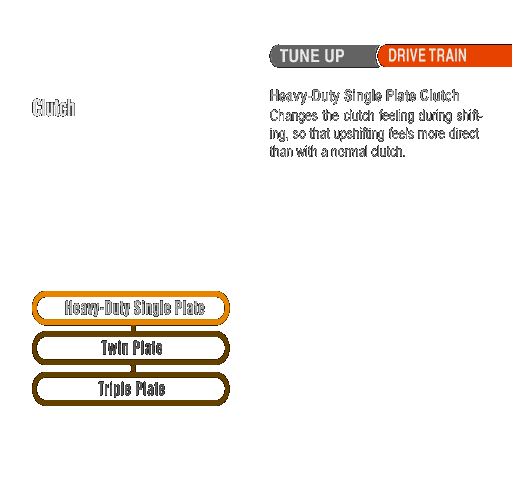 TUNE UP DRIVE TRAIN
Clutch
Heavy-Duty Single Plate Clutch
Changes the clutch feeling during shift-
ing, so that upshifting feels more direct
than with a normal clutch.
Heavy-Duty Single Plate
Twin Plate
Triple Plate